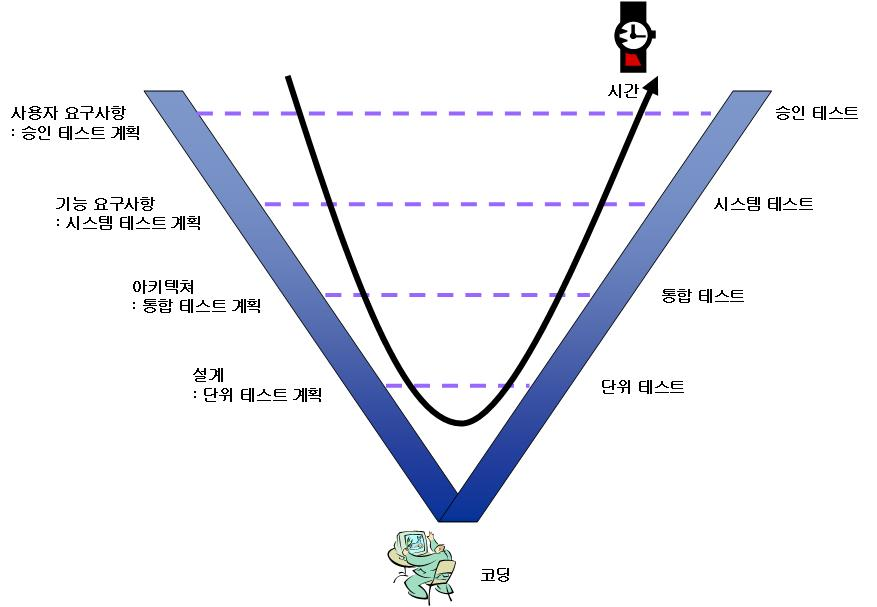 시간
사용자 요구사항
: 승인 테스트 계획
승인 테스트
기능 요구사항
: 시스템 테스트 계획
시스템 테스트
아키텍쳐
: 통합 테스트 계획
통합 테스트
설계
: 단위 테스트 계획
단위 테스트
코딩